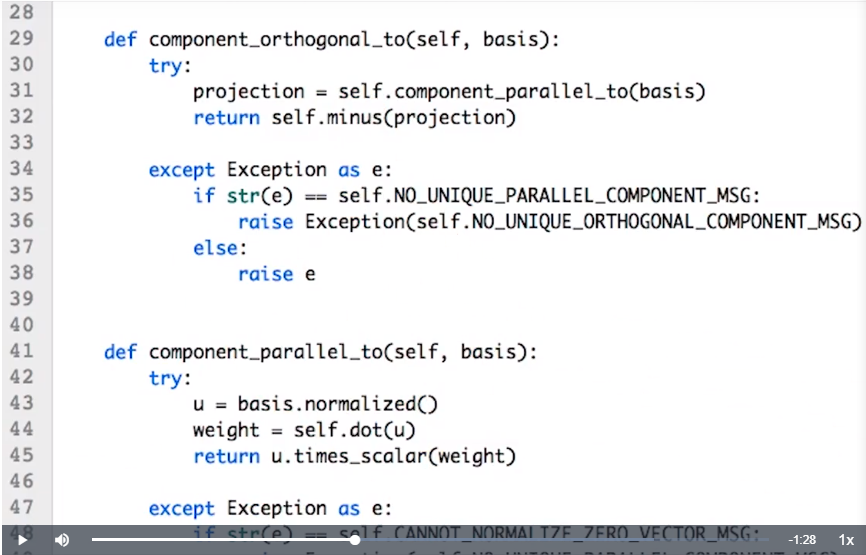 28
29 def component_orthogonal_to(self, basis):
30 try:
31 projection = self.component_parallel_to(basis)
32 return self.minus(projection)
33
34 except Exception as e:
35 if str(e) == self.NO_UNIQUE_PARALLEL_COMPONENT_MSG:
36 raise Exception(self.NO_UNIQUE_ORTHOGONAL_COMPONENT_MSG)
37 else:
38 raise e
39
40
41 def component_parallel_to(self, basis):
42 try:
43 u = basis.normalized()
44 weight = self.dot(u)
45 return u.times_scalar(weight)
46
47 except Exception as e:
48 if str(e) == self.CANNOT_NORMALIZE_ZERO_VECTOR_MSG:
-1:28 1x